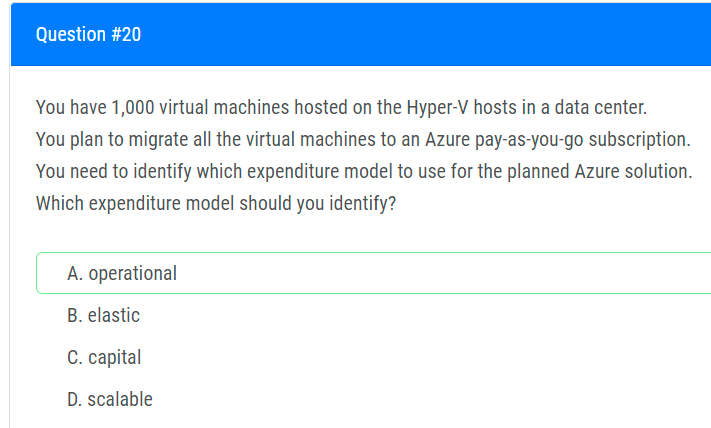 Question #20
You have 1,000 virtual machines hosted on the Hyper-V hosts in a data center.
You plan to migrate all the virtual machines to an Azure pay-as-you-go subscription.
You need to identify which expenditure model to use for the planned Azure solution.
Which expenditure model should you identify?
A. operational
B. elastic
C. capital
D. scalable